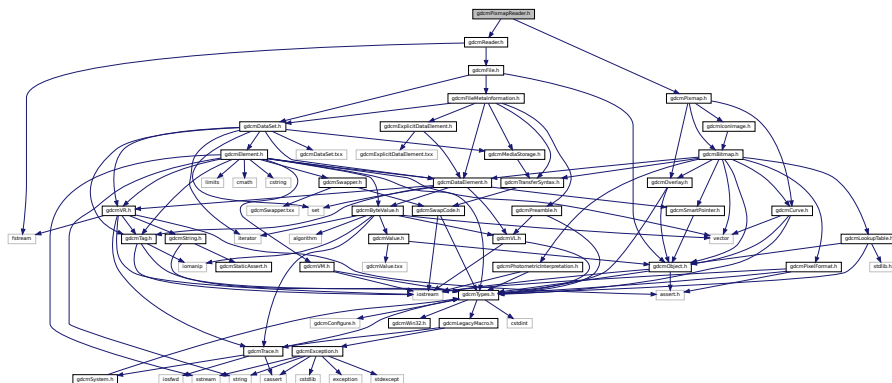 gdcmPixmapReader.h
gdcmReader.h
gdcmFile.h
gdcmFileMetaInformation.h
gdcmPixmap.h
gdcmDataSet.h
gdcmExplicitDataElement.h
gdcmIconImage.h
gdcmElement.h
gdcmDataSet.txx
gdcmExplicitDataElement.txx
gdcmMediaStorage.h
gdcmBitmap.h
limits
cmath
cstring
gdcmSwapper.h
gdcmDataElement.h
gdcmTransferSyntax.h
gdcmOverlay.h
gdcmVR.h
gdcmSwapper.txx
set
gdcmByteValue.h
gdcmSwapCode.h
gdcmPreamble.h
gdcmSmartPointer.h
gdcmCurve.h
fstream
gdcmTag.h
gdcmString.h
iterator
algorithm
gdcmValue.h
gdcmVL.h
vector
gdcmLookupTable.h
iomanip
gdcmStaticAssert.h
gdcmVM.h
gdcmValue.txx
gdcmPhotometricInterpretation.h
gdcmObject.h
gdcmPixelFormat.h
stdlib.h
iostream
gdcmTypes.h
assert.h
gdcmConfigure.h
gdcmWin32.h
gdcmLegacyMacro.h
cstdint
gdcmTrace.h
gdcmException.h
gdcmSystem.h
iosfwd
sstream
string
cassert
cstdlib
exception
stdexcept